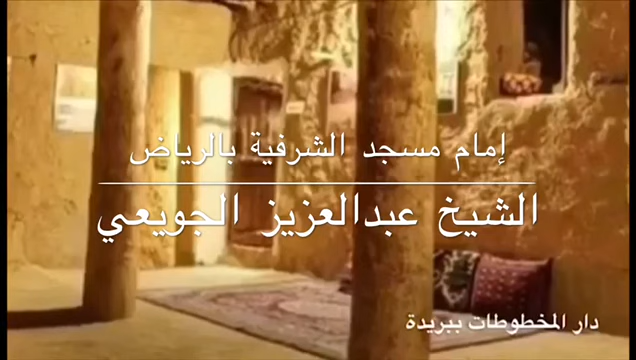 إمام مسجد الشرفية بالرياض
الشيخ عبدالعزيز الجويعي
دار المخطوطات ببريدة